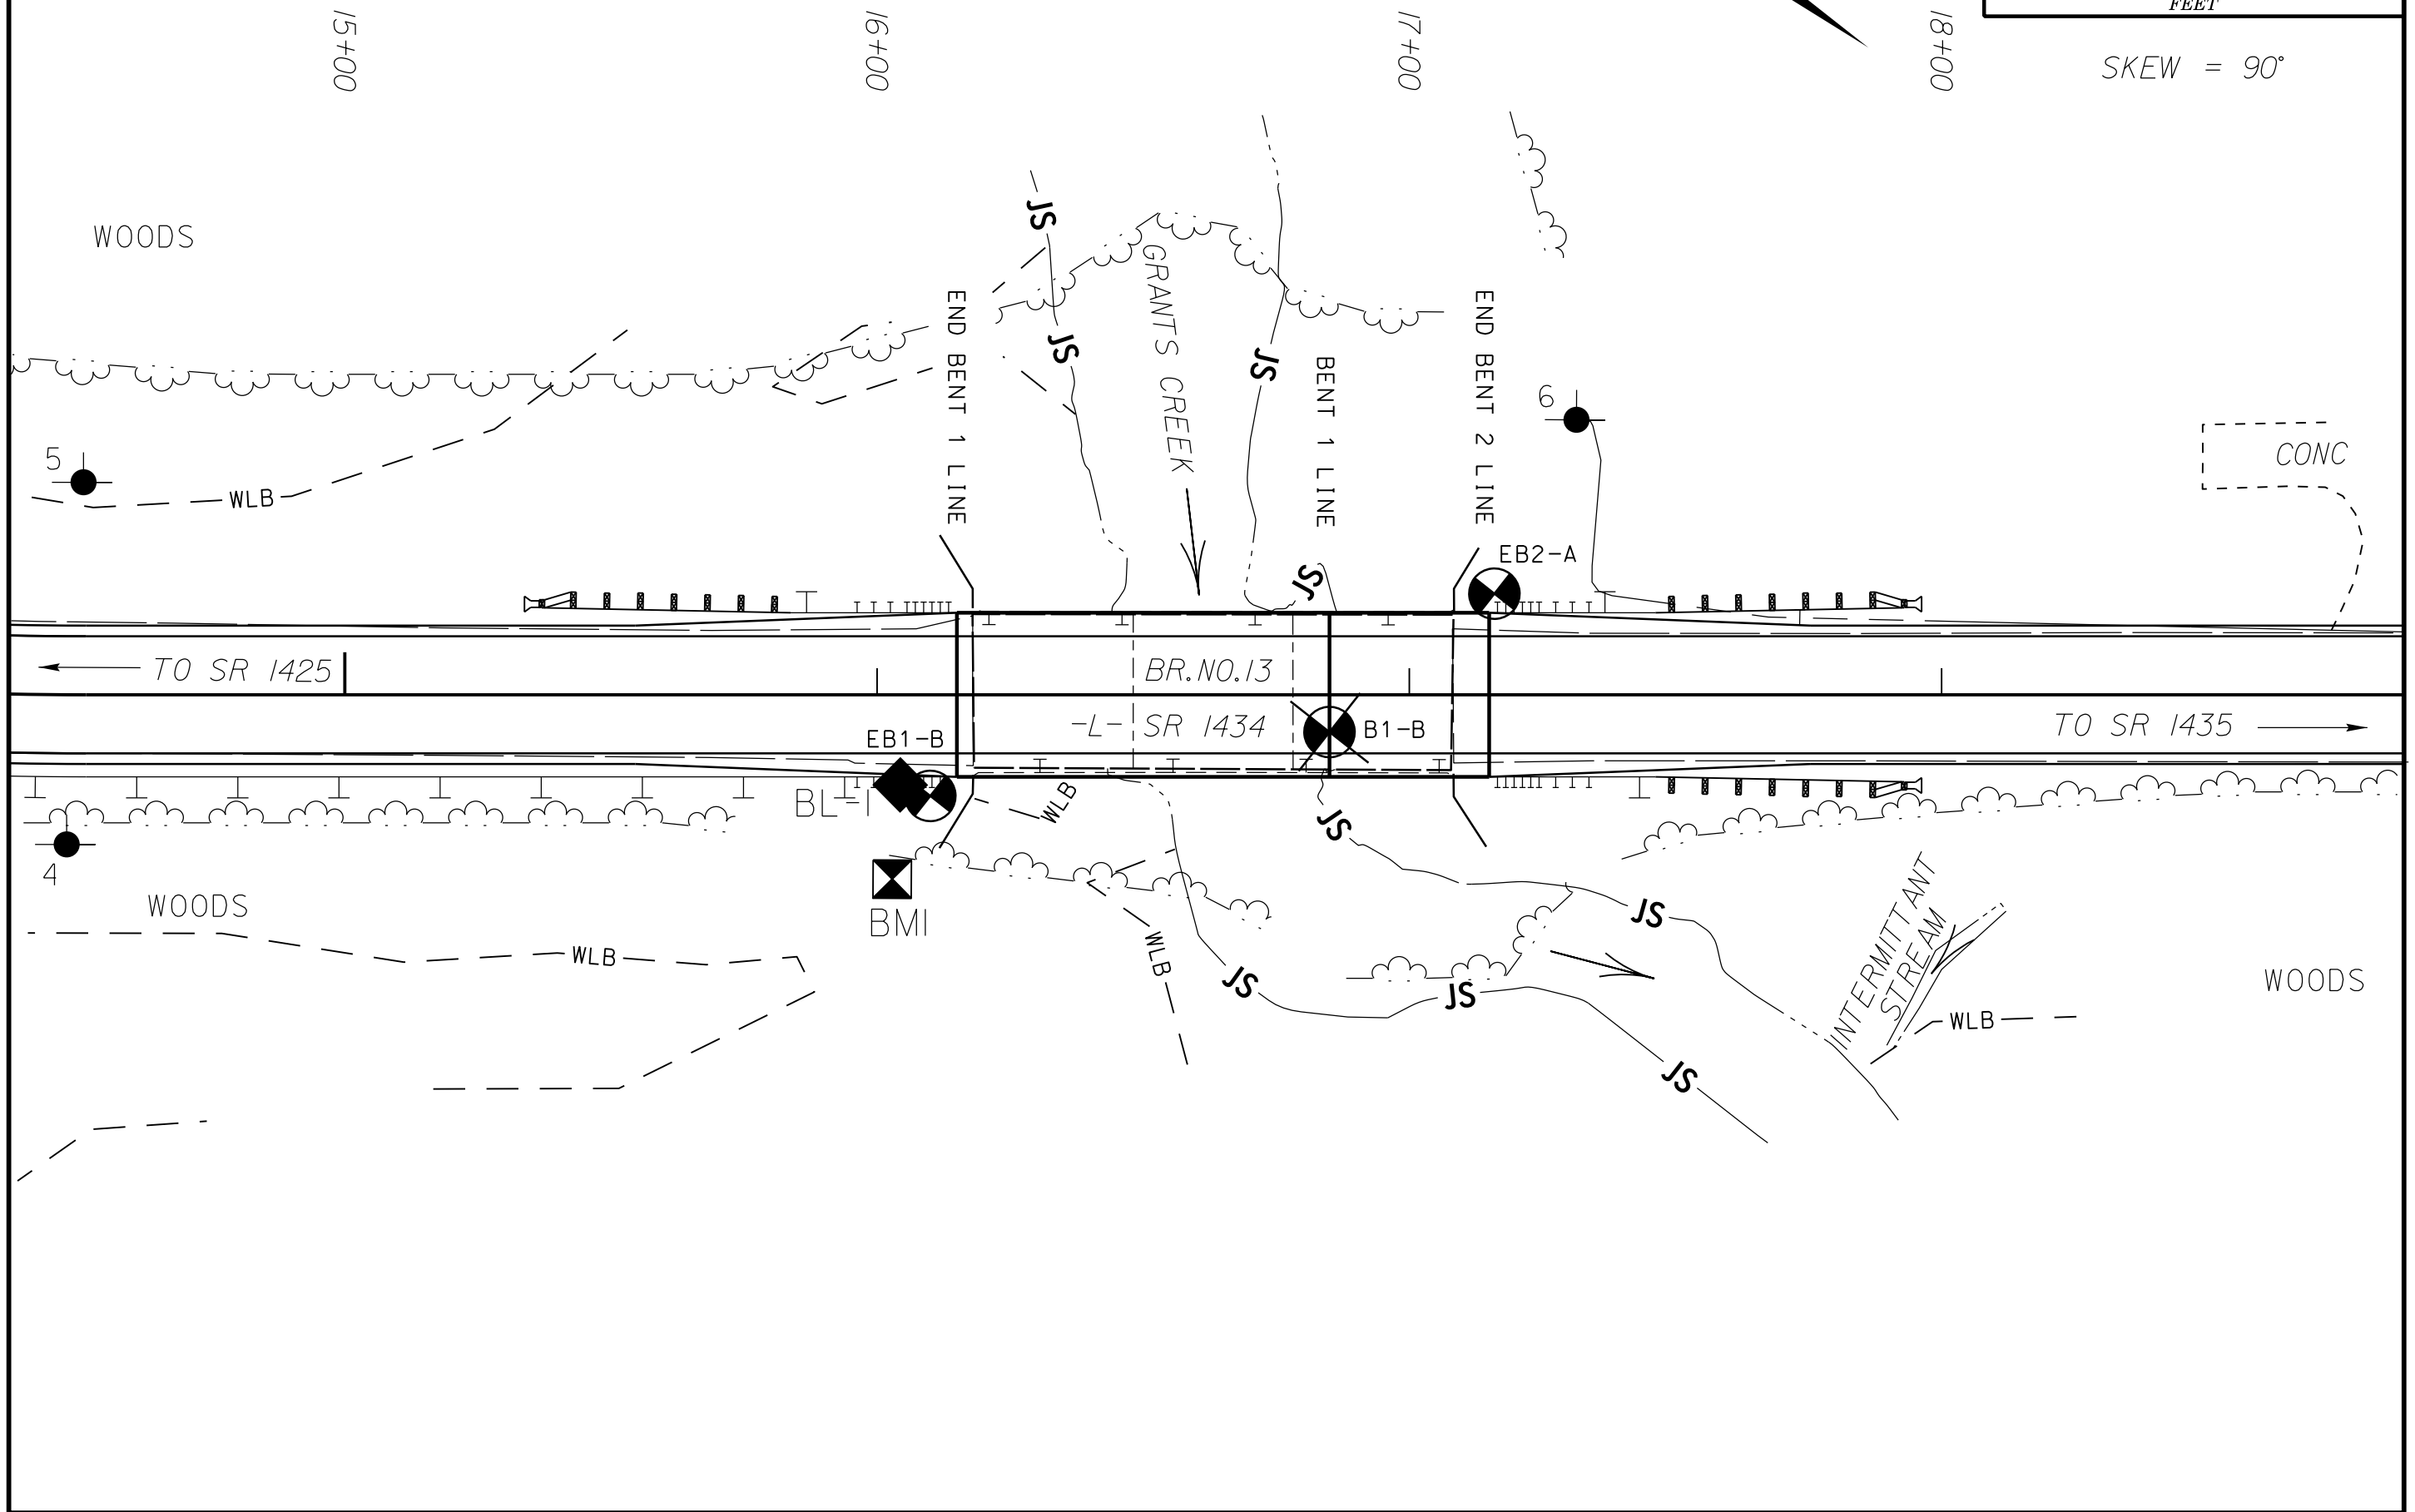 FEET
15+00
16+00
17+00
18+00
SKEW = 90°
JS
WOODS
GRANTS CREEK
END BENT 1 LINE
END BENT 2 LINE
JS
JS
BENT 1 LINE
6
CONC
5
WLB
EB2-A
JS
TO SR 1425
BR.NO.13
-L- SR 1434
TO SR 1435
EB1-B
B1-B
BL-1
WLB
JS
4
WOODS
BM1
JS
INTERMITTANT
STREAM
WLB
WLB
JS
JS
WOODS
WLB
JS